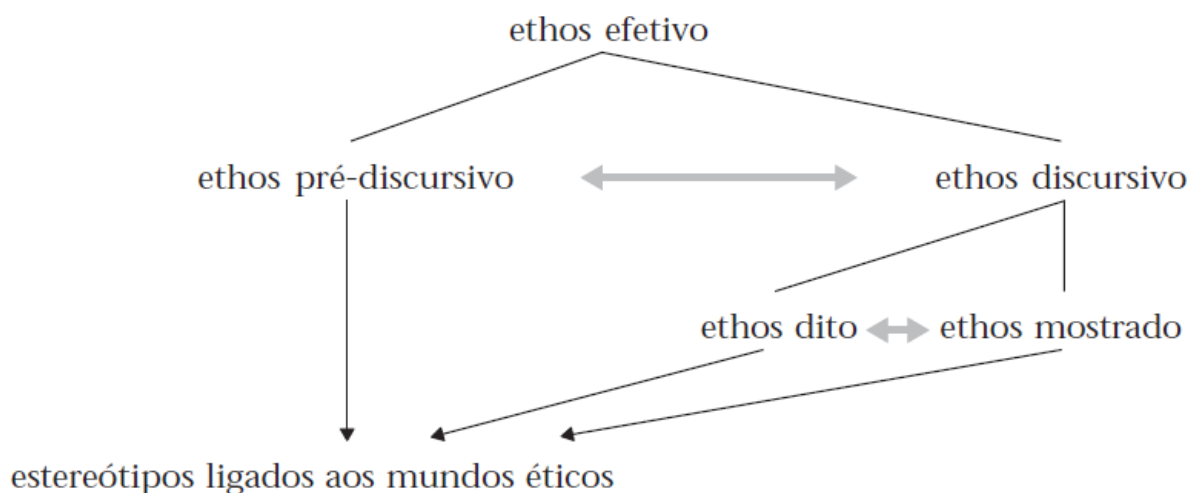 ethos efetivo
ethos pré-discursivo
ethos discursivo
ethos dito
ethos mostrado
estereótipos ligados aos mundos éticos